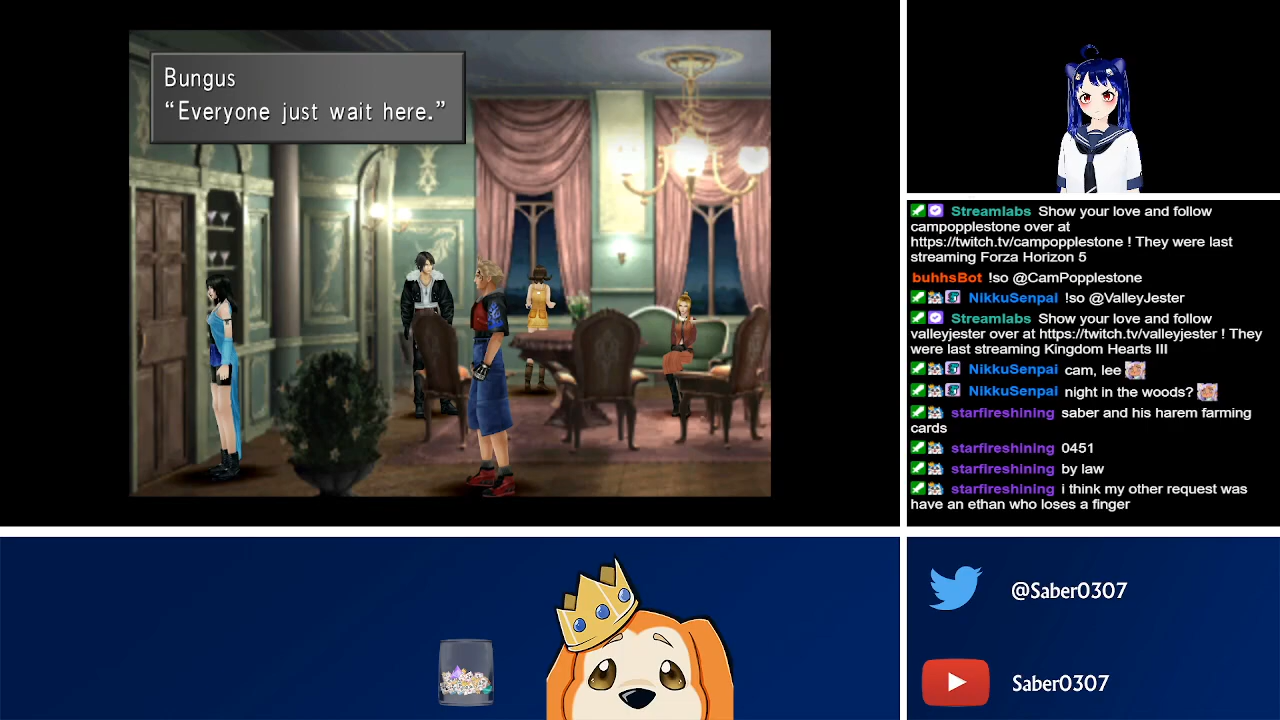 Bungus
“Everyone just wait here.”
Streamlabs Show your love and follow
campopplestone over at
https://twitch.tv/campopplestone ! They were last
streaming Forza Horizon 5
buhhsBot !so @CamPopplestone
NikkuSenpai !so @ValleyJester
Streamlabs Show your love and follow
valleyjester over at https://twitch.tv/valleyjester ! They
were last streaming Kingdom Hearts III
NikkuSenpai cam, lee
NikkuSenpai night in the woods?
starfireshining saber and his harem farming
cards
starfireshining 0451
starfireshining by law
starfireshining i think my other request was
have an ethan who loses a finger
@Saber0307
Saber0307